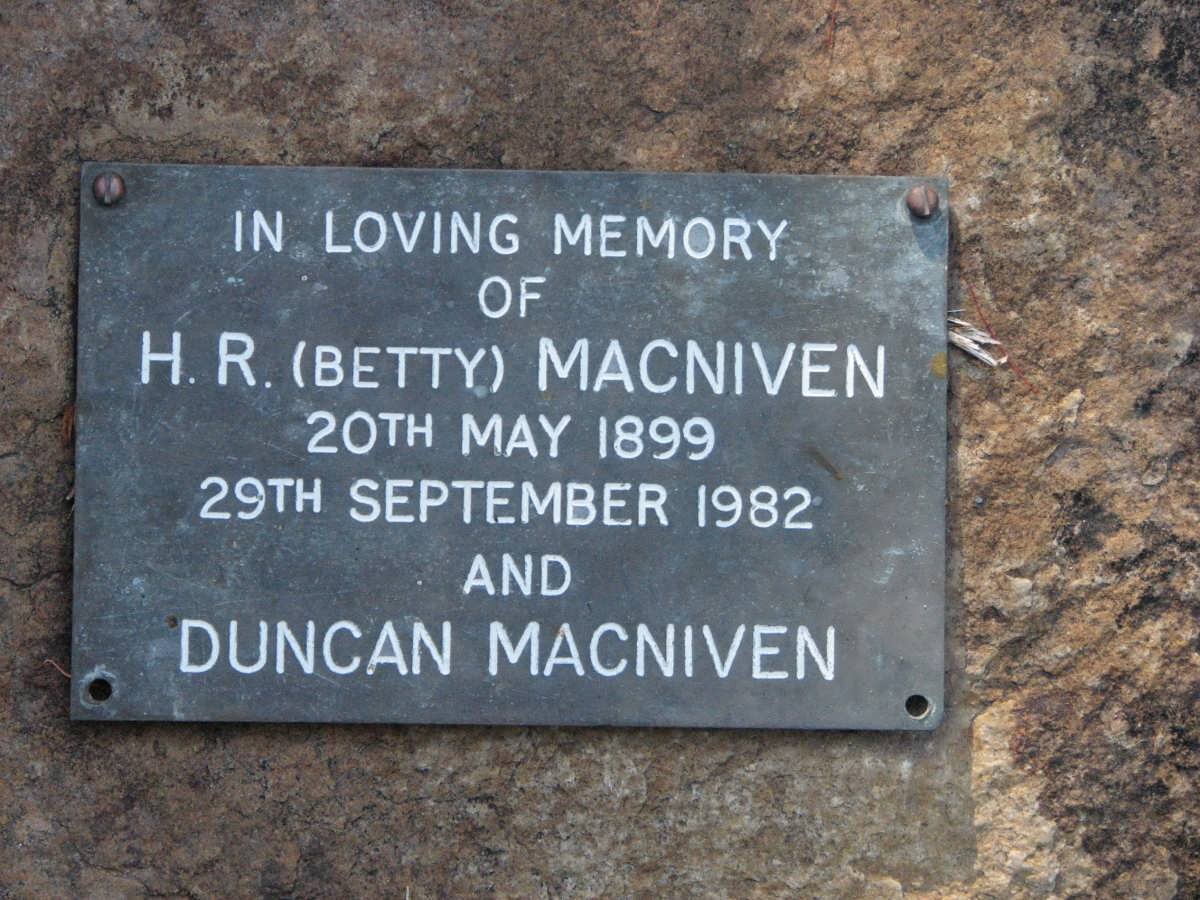 IN LOVING MEMORY
OF
H. R. (BETTY) MACNIVEN
20TH MAY 1899
29TH SEPTEMBER 1982
AND
DUNCAN MACNIVEN